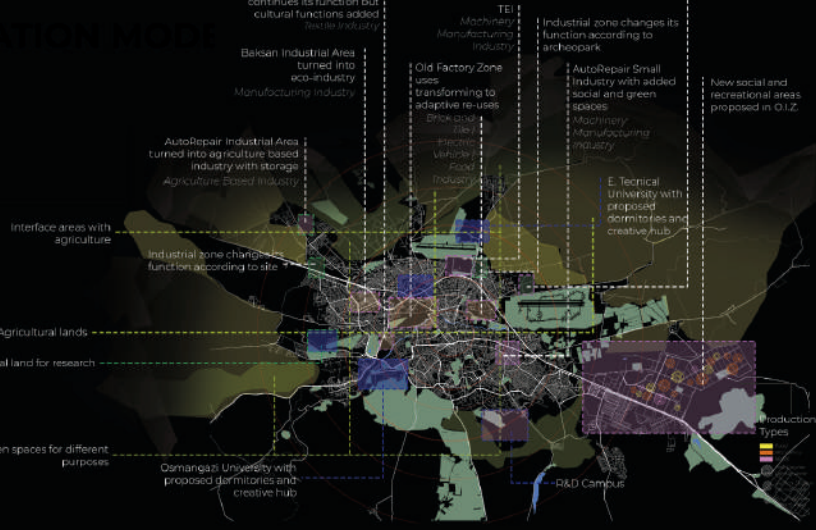 ATION MODE
continues its function but
cultural functions added
Textile Industry
TEI
Machinery
Manufacturing
Industry
Industrial zone changes its
function according to
archeopark
Baksan Industrial Area
turned into
eco-industry
Manufacturing Industry
Old Factory Zone
uses
transforming to
adaptive re-uses
Brick and
Tile |
Electric
Vehicle |
Food
Industry
AutoRepair Small
Industry with added
social and green
spaces
Machinery
Manufacturing
Industry
New social and
recreational areas
proposed in O.I.Z.
AutoRepair Industrial Area
turned into agriculture based
industry with storage
Agriculture Based Industry
E. Tecnical
University with
proposed
dormitories and
creative hub
Interface areas with
agriculture
Industrial zone changes its
function according to site
Agricultural lands
al land for research
en spaces for different
purposes
Osmangazi University with
proposed dormitories and
creative hub
R&D Campus
Production
Types